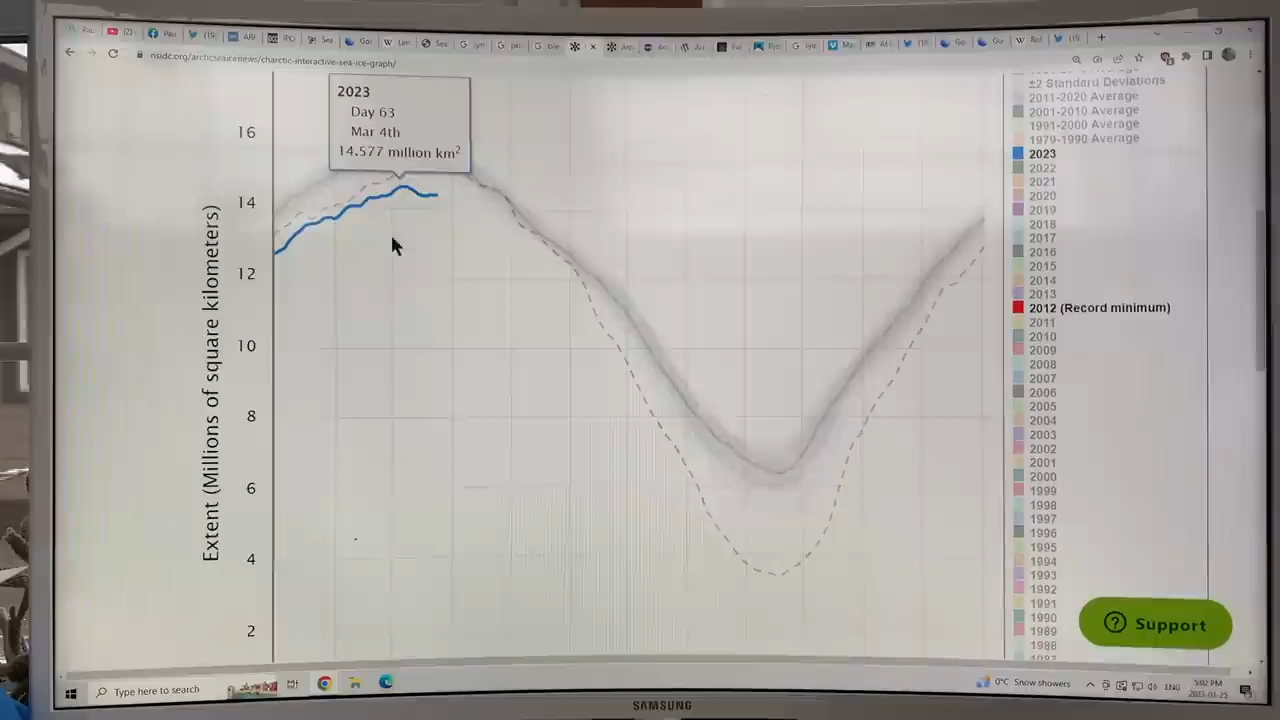 nsidc.org/arcticseaicenews/charctic-interactive-sea-ice-graph/
2023
Day 63
Mar 4th
14.577 million km²
Extent (Millions of square kilometers)
16
14
12
10
8
6
4
2
±2 Standard Deviations
2011-2020 Average
2001-2010 Average
1991-2000 Average
1979-1990 Average
2023
2022
2021
2020
2019
2018
2017
2016
2015
2014
2013
2012 (Record minimum)
2011
2010
2009
2008
2007
2006
2005
2004
2003
2002
2001
2000
1999
1998
1997
1996
1995
1994
1993
1992
1991
1990
1989
1988
1987
Support
Type here to search
0°C Snow showers
ENG
5:02 PM
2023-03-25
SAMSUNG